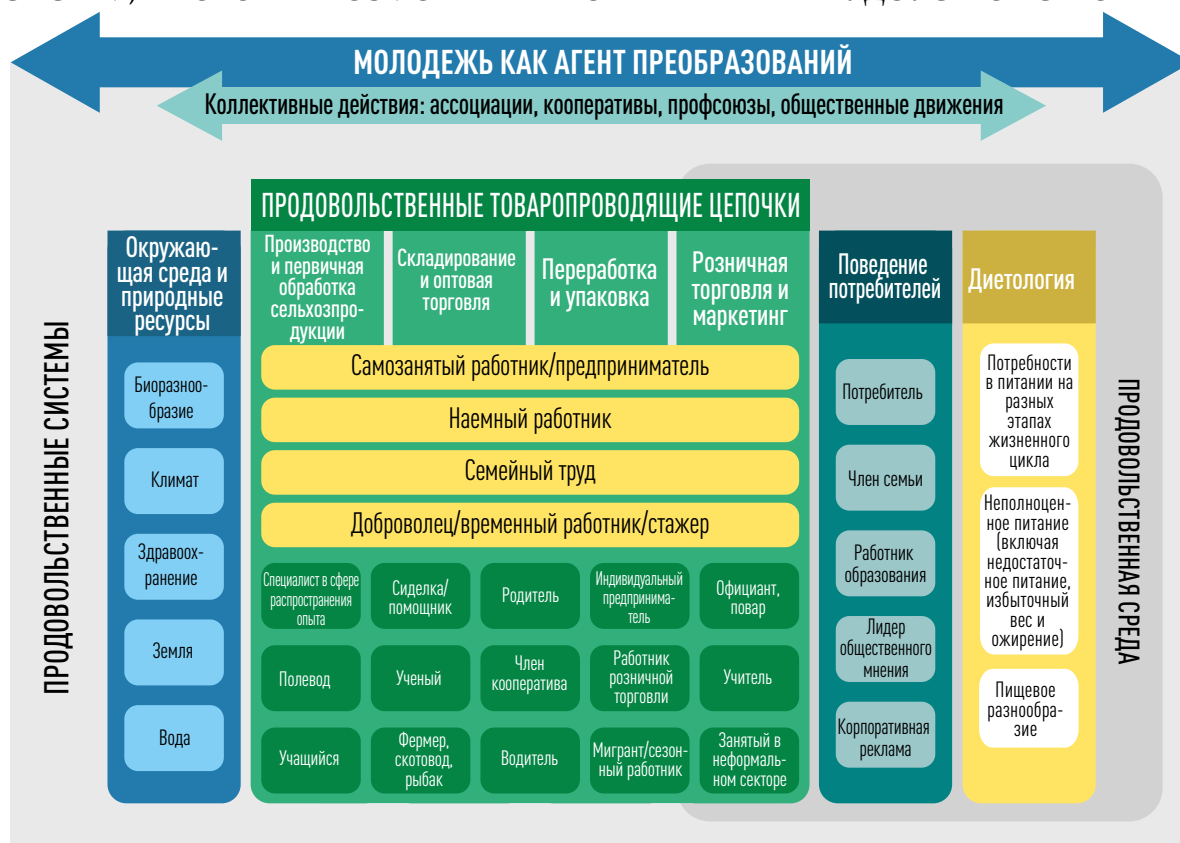 МОЛОДЕЖЬ КАК АГЕНТ ПРЕОБРАЗОВАНИЙ
Коллективные действия: ассоциации, кооперативы, профсоюзы, общественные движения
ПРОДОВОЛЬСТВЕННЫЕ СИСТЕМЫ
Окружаю-
щая среда и
природные
ресурсы
Биоразноо-
бразие
Климат
Здравоох-
ранение
Земля
Вода
ПРОДОВОЛЬСТВЕННЫЕ ТОВАРОПРОВОДЯЩИЕ ЦЕПОЧКИ
Производство
и первичная
обработка
сельхозпро-
дукции
Складирование
и оптовая
торговля
Переработка
и упаковка
Розничная
торговля и
маркетинг
Самозанятый работник/предприниматель
Наемный работник
Семейный труд
Доброволец/временный работник/стажер
Специалист в сфере
распространия
опыта
Сиделка/
помощник
Родитель
Индивидуальный
предпринима-
тель
Официант,
повар
Полевод
Ученый
Член
кооператива
Работник
розничной
торговли
Учитель
Учащийся
Фермер,
скотовод,
рыбак
Водитель
Мигрант/сезон-
ный работник
Занятый в
неформаль-
ном секторе
Поведение
потребителей
Потребитель
Член семьи
Работник
образования
Лидер
общественного
мнения
Корпоративная
реклама
Диетология
Потребности
в питании на
разных
этапах
жизненного
цикла
Неполноцен-
ное питание
(включая
недостаточ-
ное питание,
избыточный
вес и
ожирение)
Пищевое
разнообра-
зие
ПРОДОВОЛЬСТВЕННАЯ СРЕДА